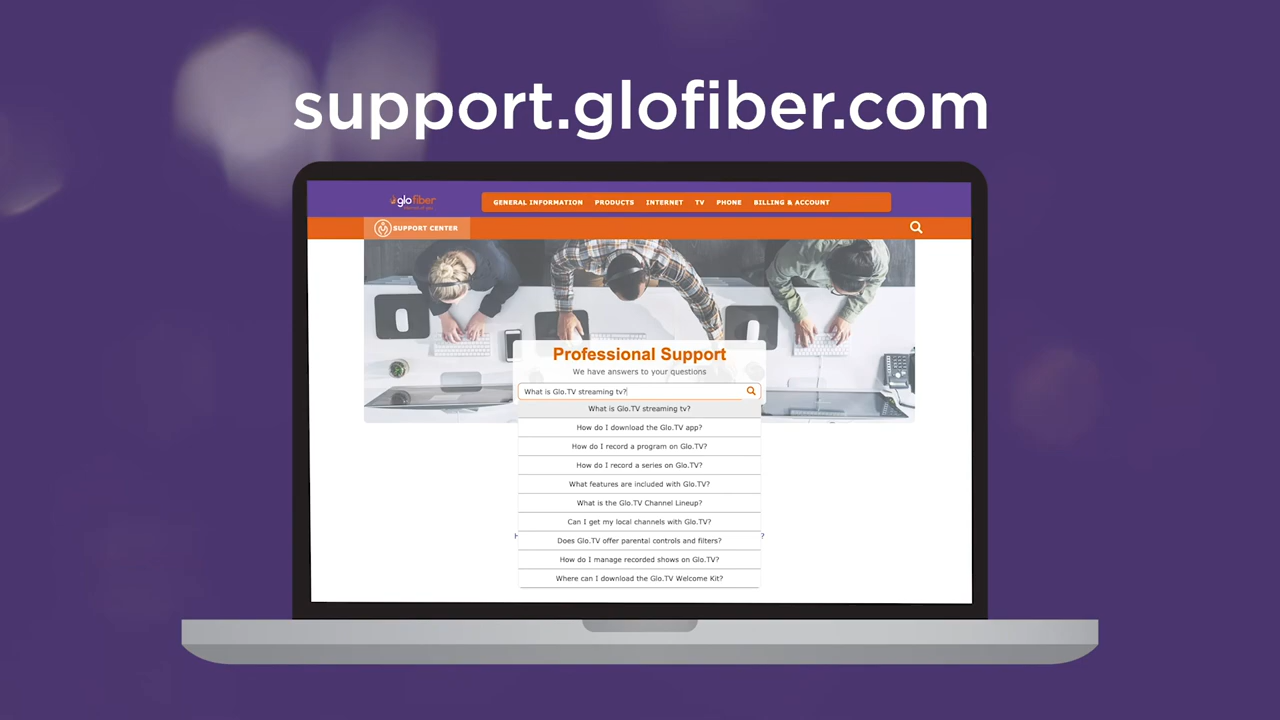 support.glofiber.com
glofiber
GENERAL INFORMATION PRODUCTS INTERNET TV PHONE BILLING & ACCOUNT
SUPPORT CENTER
Professional Support
We have answers to your questions
What is Glo.TV streaming tv?
What is Glo.TV streaming tv?
How do I download the Glo.TV app?
How do I record a program on Glo.TV?
How do I record a series on Glo.TV?
What features are included with Glo.TV?
What is the Glo.TV Channel Lineup?
Can I get my local channels with Glo.TV?
Does Glo.TV offer parental controls and filters?
How do I manage recorded shows on Glo.TV?
Where can I download the Glo.TV Welcome Kit?